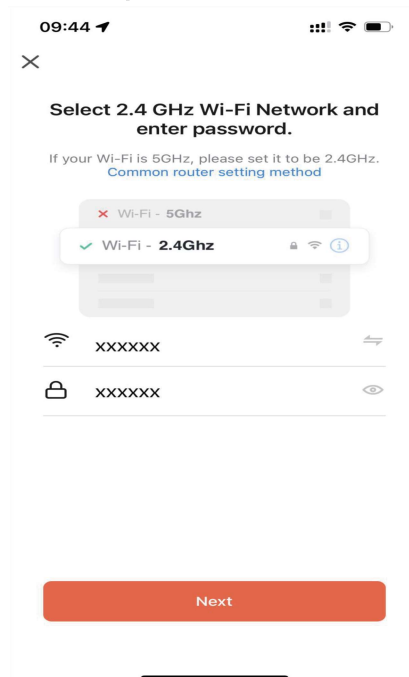 09:44
Select 2.4 GHz Wi-Fi Network and
enter password.
If your Wi-Fi is 5GHz, please set it to be 2.4GHz.
Common router setting method
Wi-Fi - 5Ghz
Wi-Fi - 2.4Ghz
xxxxxx
xxxxxx
Next